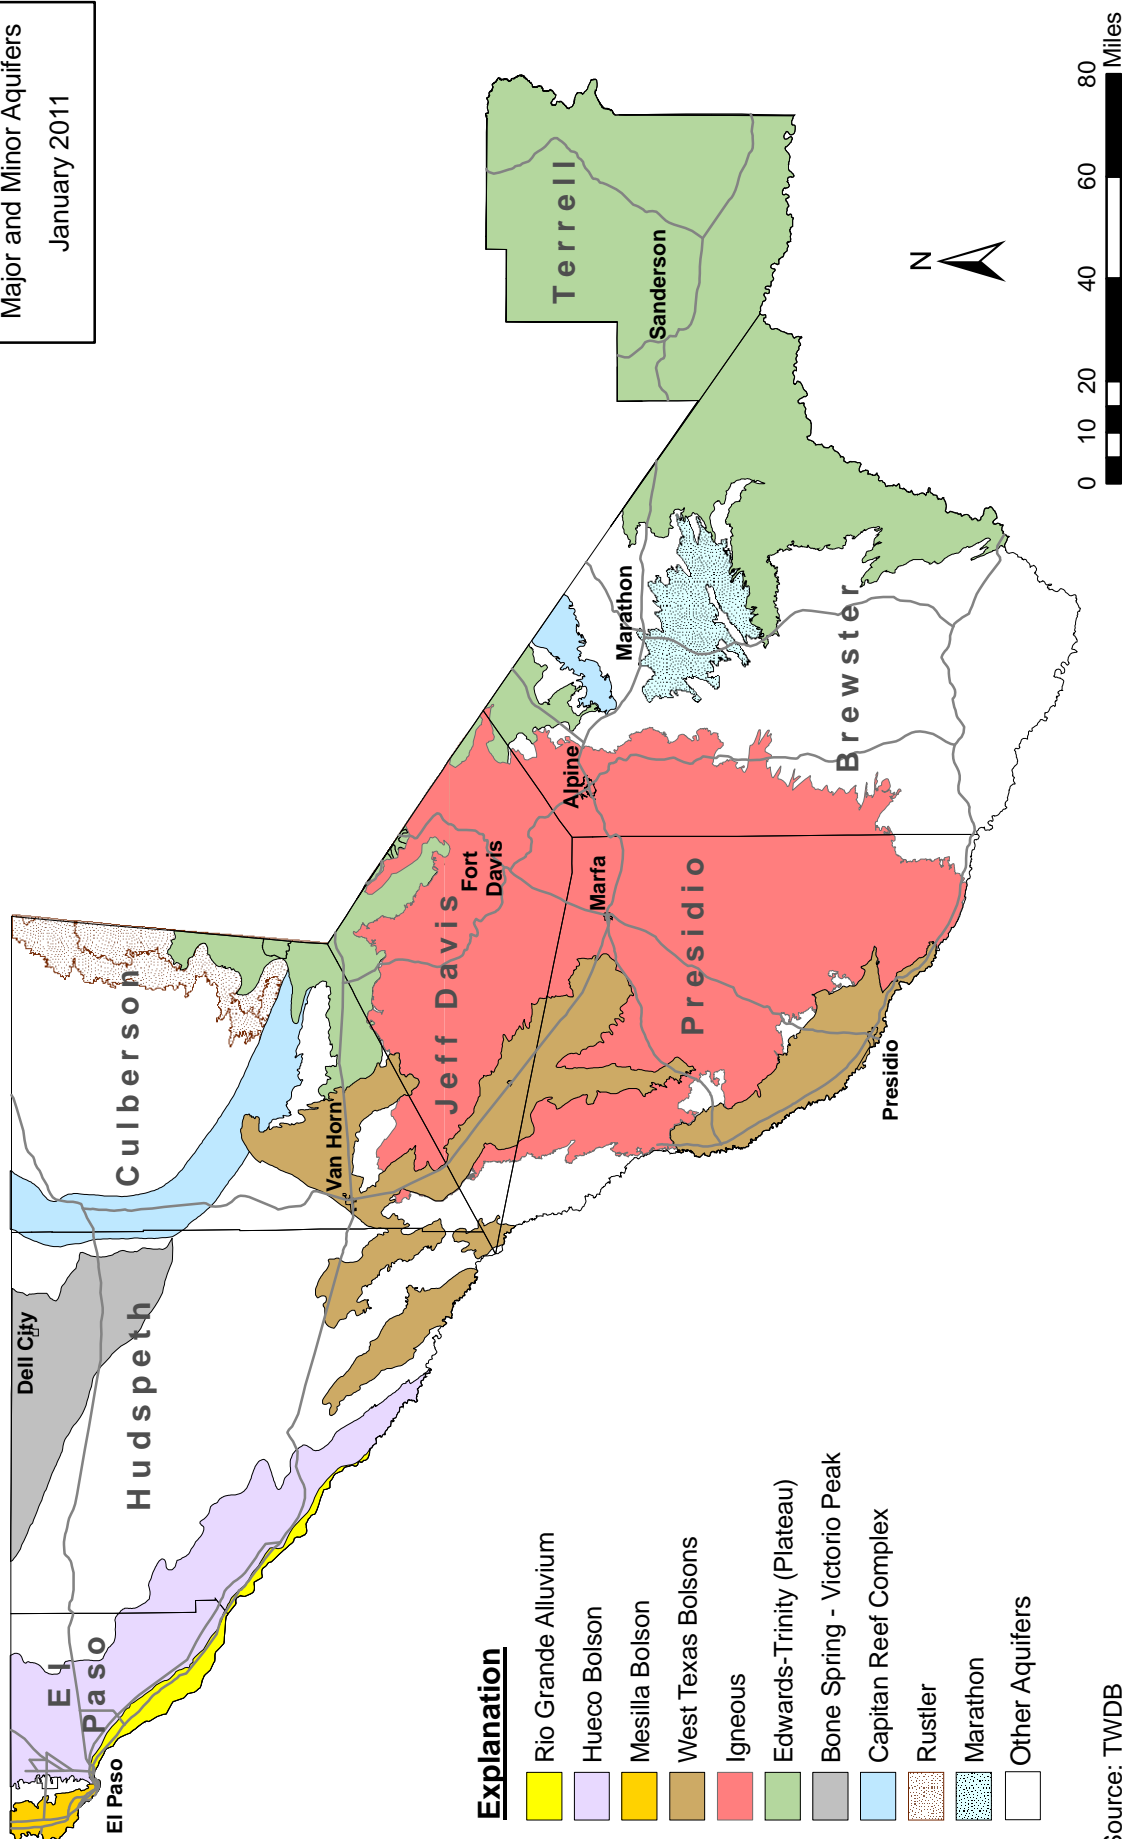 Major and Minor Aquifers
January 2011
El
Paso
El Paso
Hudspeth
Dell City
Culberson
Van Horn
Jeff Davis
Fort
Davis
Marfa
Presidio
Presidio
Alpine
Marathon
Brewster
Terrell
Sanderson
N
0 10 20 40 60 80
Miles
Explanation
Rio Grande Alluvium
Hueco Bolson
Mesilla Bolson
West Texas Bolsons
Igneous
Edwards-Trinity (Plateau)
Bone Spring - Victorio Peak
Capitan Reef Complex
Rustler
Marathon
Other Aquifers
Source: TWDB